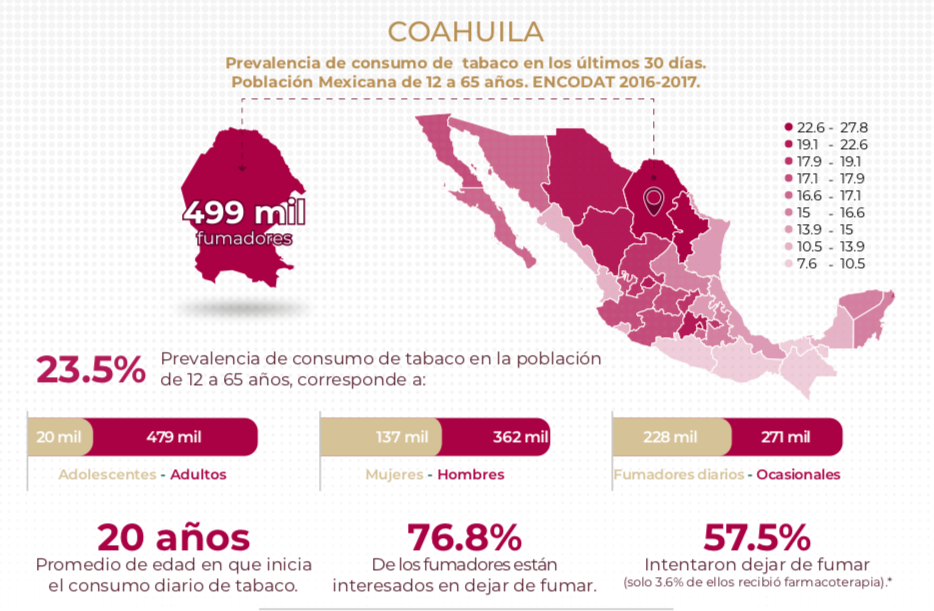 COAHUILA
Prevalencia de consumo de tabaco en los últimos 30 días.
Población Mexicana de 12 a 65 años. ENCODAT 2016-2017.
499 mil
fumadores
22.6 - 27.8
19.1 - 22.6
17.9 - 19.1
17.1 - 17.9
16.6 - 17.1
15 - 16.6
13.9 - 15
10.5 - 13.9
7.6 - 10.5
23.5%
Prevalencia de consumo de tabaco en la población
de 12 a 65 años, corresponde a:
20 mil 479 mil
Adolescentes - Adultos
137 mil 362 mil
Mujeres - Hombres
228 mil 271 mil
Fumadores diarios - Ocasionales
20 años
Promedio de edad en que inicia
el consumo diario de tabaco.
76.8%
De los fumadores están
interesados en dejar de fumar.
57.5%
Intentaron dejar de fumar
(solo 3.6% de ellos recibió farmacoterapia).*